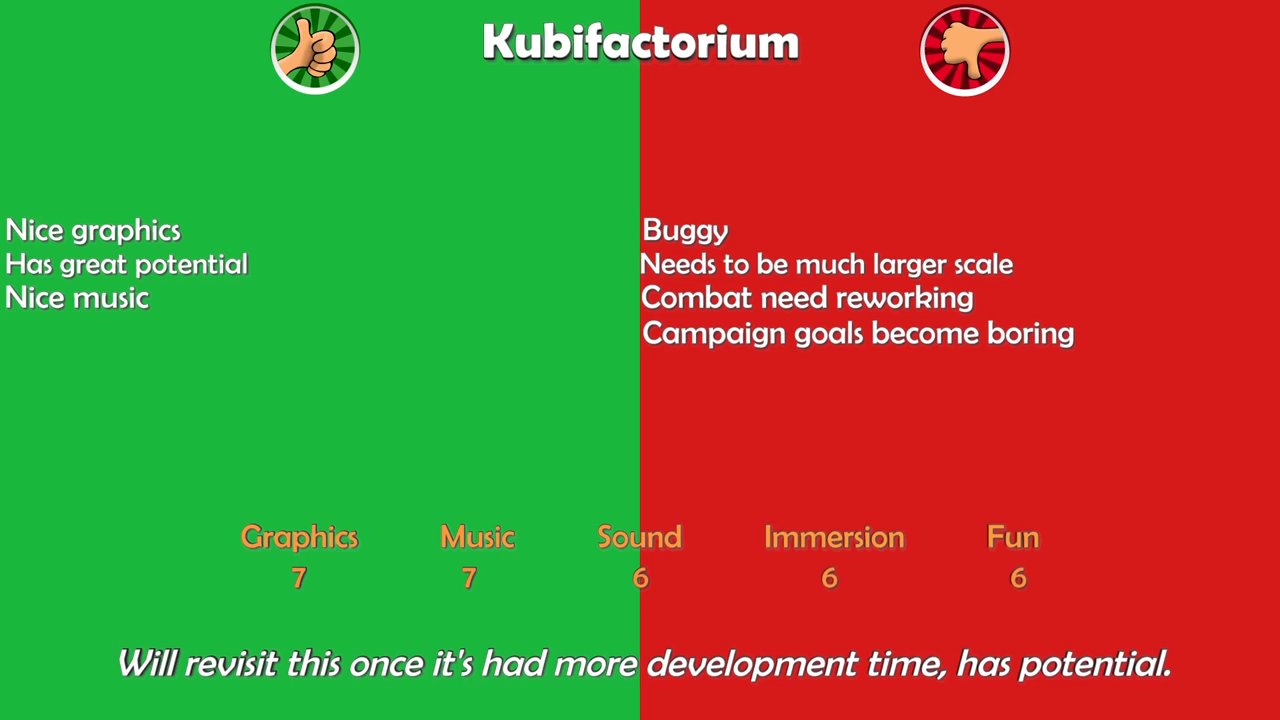 Kubifactorium
Nice graphics
Has great potential
Nice music
Buggy
Needs to be much larger scale
Combat need reworking
Campaign goals become boring
Graphics Music Sound Immersion Fun
7 7 6 6 6
Will revisit this once it's had more development time, has potential.